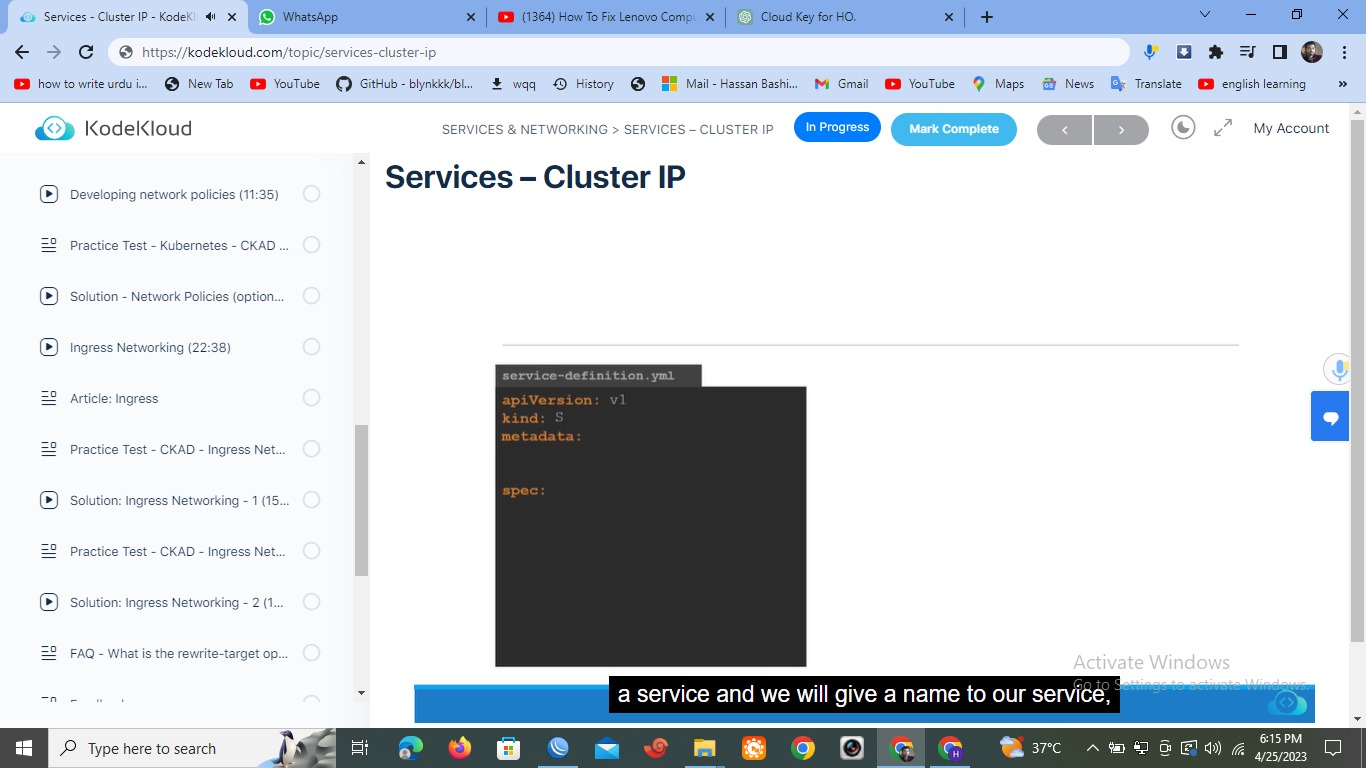 Services - Cluster IP - KodeKl
WhatsApp
(1364) How To Fix Lenovo Compu
Cloud Key for HO.
https://kodekloud.com/topic/services-cluster-ip
how to write urdu i...
New Tab
YouTube
GitHub - blynkkk/bl...
wqq
History
Mail - Hassan Bashi...
Gmail
YouTube
Maps
News
Translate
english learning
»
KodeKloud
SERVICES & NETWORKING > SERVICES – CLUSTER IP
In Progress
Mark Complete
My Account
Developing network policies (11:35)
Practice Test - Kubernetes - CKAD ...
Solution - Network Policies (option...
Ingress Networking (22:38)
Article: Ingress
Practice Test - CKAD - Ingress Net...
Solution: Ingress Networking - 1 (15...
Practice Test - CKAD - Ingress Net...
Solution: Ingress Networking - 2 (1...
FAQ - What is the rewrite-target op...
Services – Cluster IP
service-definition.yml
apiVersion: v1
kind: S
metadata:
spec:
a service and we will give a name to our service,
Activate Windows
Go to Settings to activate Windows.
Type here to search
37°C
6:15 PM
4/25/2023